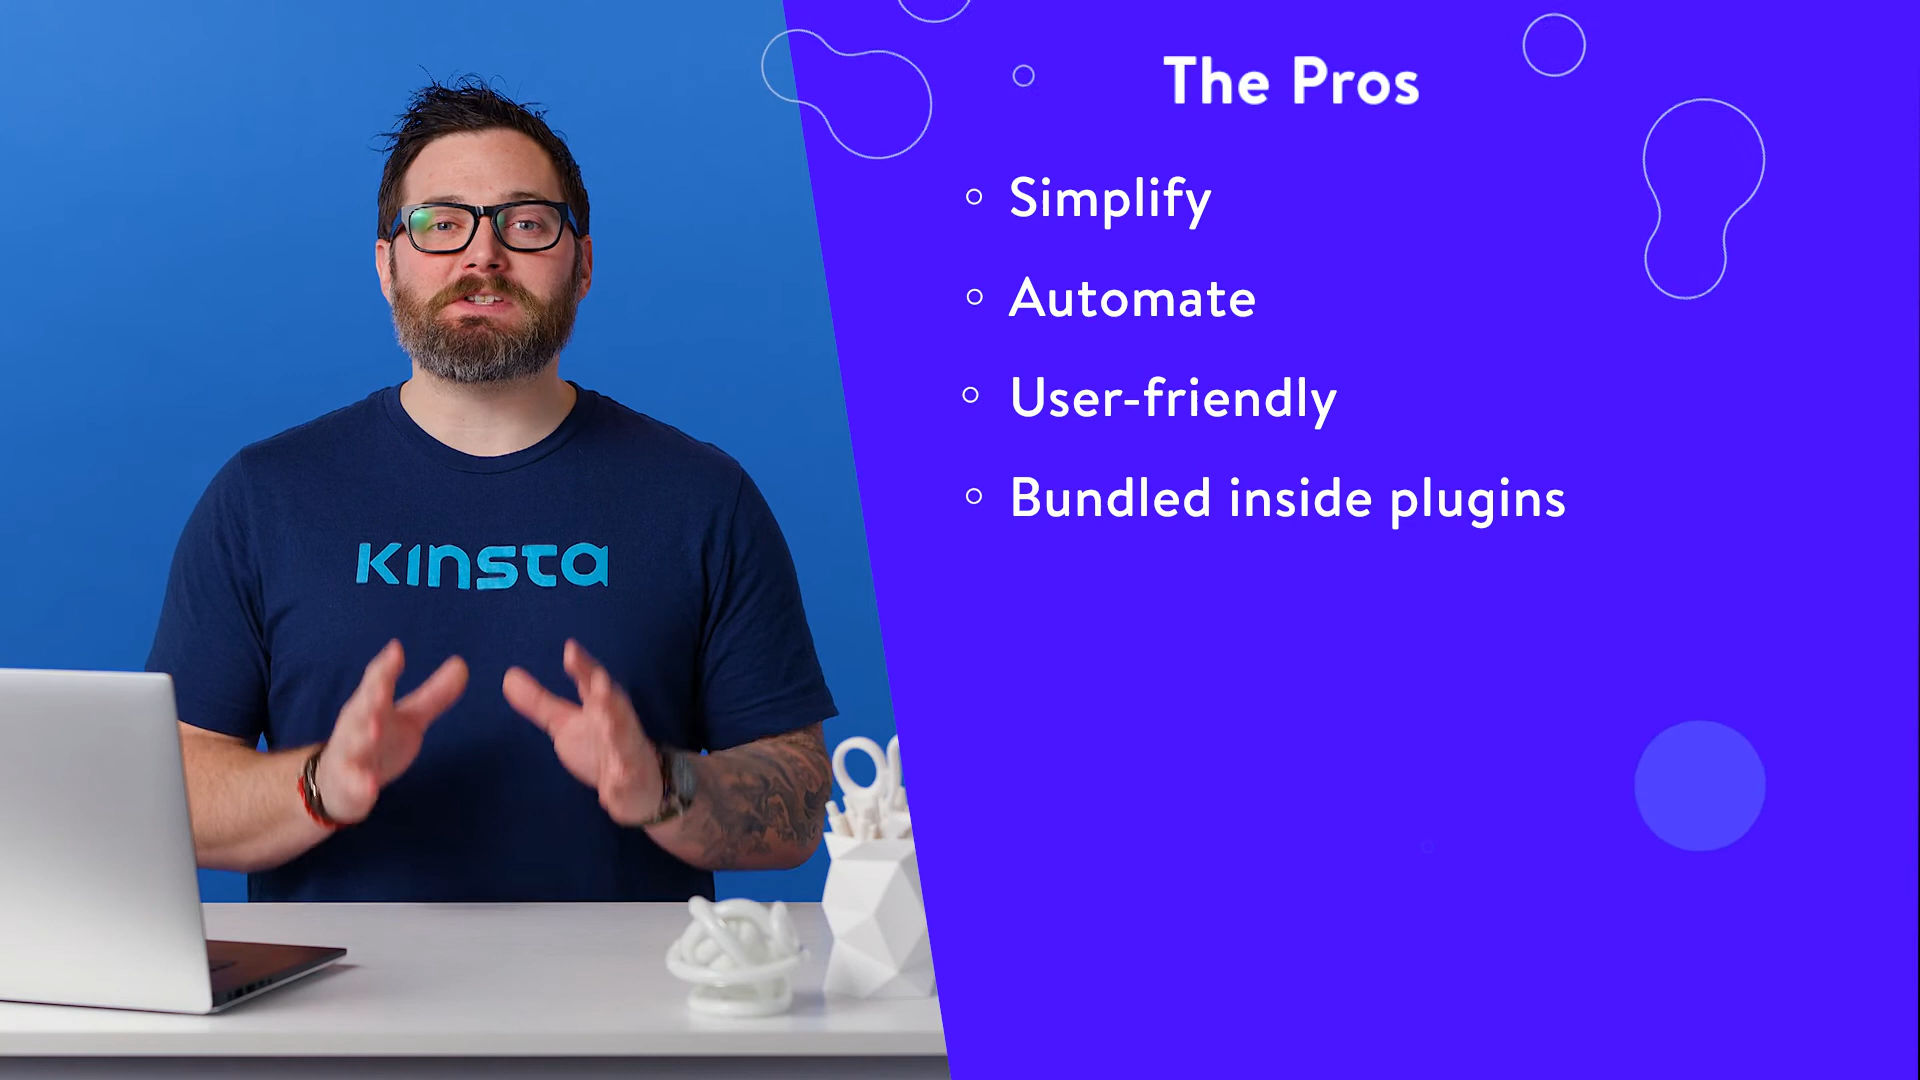 The Pros
Simplify
Automate
User-friendly
Bundled inside plugins
KINSTA